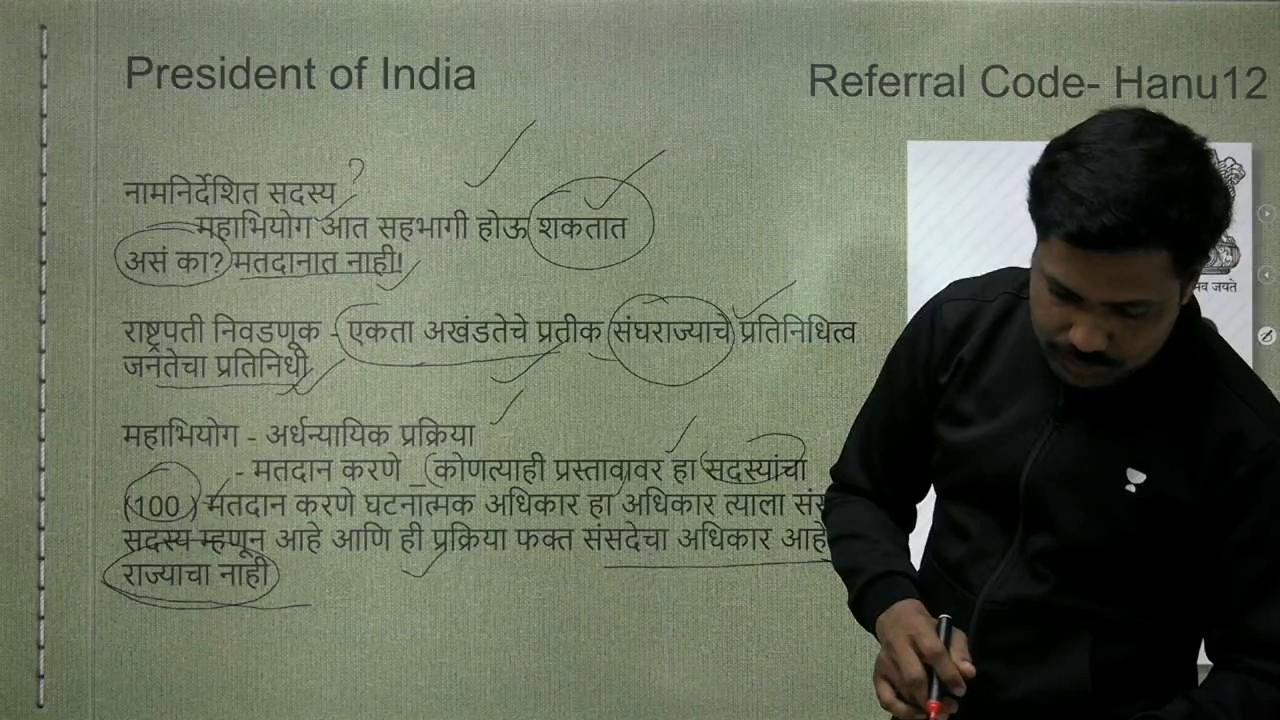 President of India
Referral Code- Hanu12
नामनिर्देशित सदस्य ?
महाभियोग आत सहभागी होऊ शकतात
असं का? मतदानात नाही!
राष्ट्रपती निवडणूक - एकता अखंडतेचे प्रतीक संघराज्याचे प्रतिनिधित्व
जनतेचा प्रतिनिधी
महाभियोग - अर्धन्यायिक प्रक्रिया
- मतदान करणे _ (कोणत्याही प्रस्तावावर हा सदस्यांचा
(100 ) मतदान करणे घटनात्मक अधिकार हा अधिकार त्याला
सदस्य म्हणून आहे आणि ही प्रक्रिया फक्त संसदेचा अधिकार आहे
राज्याचा नाही
जयते